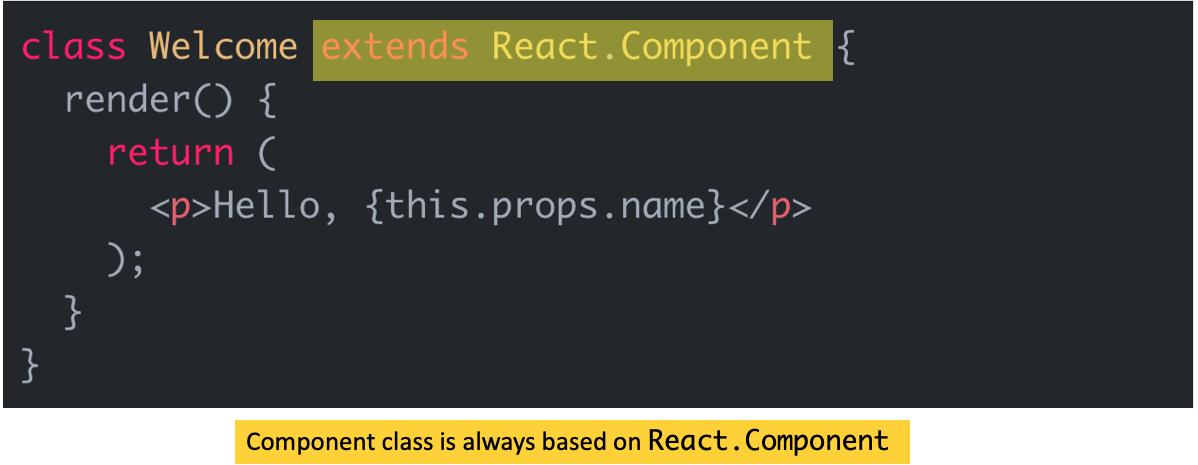 class Welcome extends React.Component {
  render() {
    return (
      <p>Hello, {this.props.name}</p>
    );
  }
}
Component class is always based on React.Component